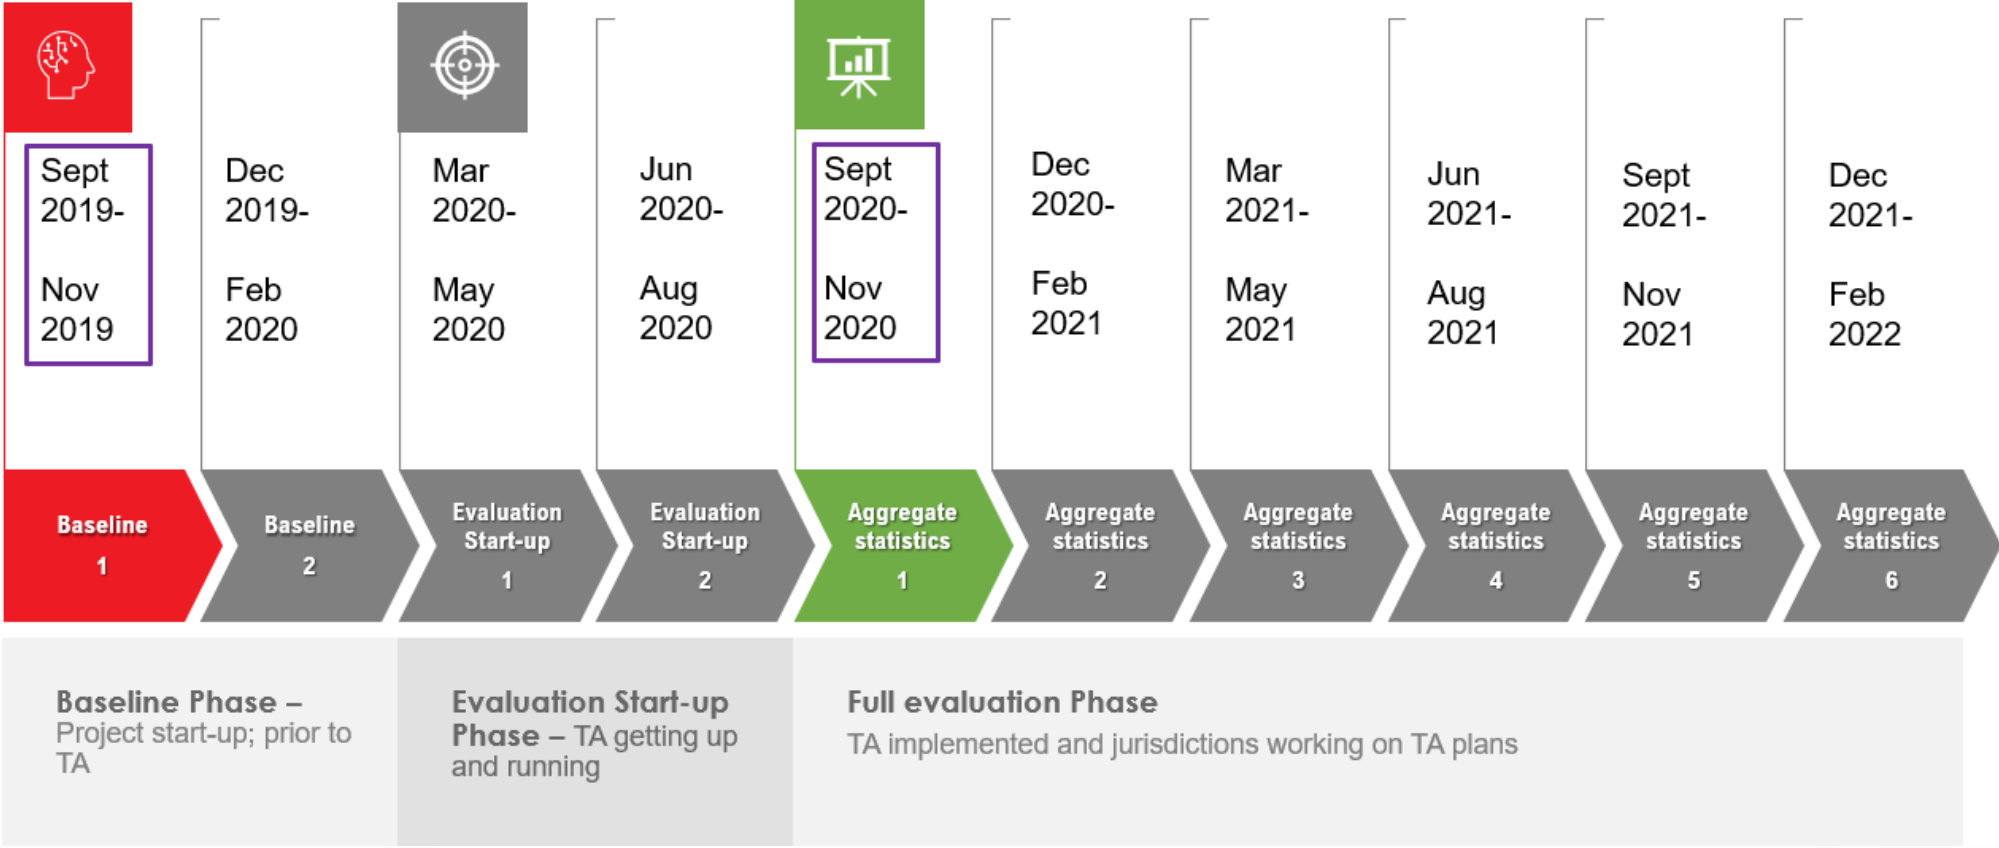 Sept
2019-
Nov
2019
Dec
2019-
Feb
2020
Mar
2020-
May
2020
Jun
2020-
Aug
2020
Sept
2020-
Nov
2020
Dec
2020-
Feb
2021
Mar
2021-
May
2021
Jun
2021-
Aug
2021
Sept
2021-
Nov
2021
Dec
2021-
Feb
2022
Baseline
1
Baseline
2
Evaluation
Start-up
1
Evaluation
Start-up
2
Aggregate
statistics
1
Aggregate
statistics
2
Aggregate
statistics
3
Aggregate
statistics
4
Aggregate
statistics
5
Aggregate
statistics
6
Baseline Phase –
Project start-up; prior to
TA
Evaluation Start-up
Phase – TA getting up
and running
Full evaluation Phase
TA implemented and jurisdictions working on TA plans